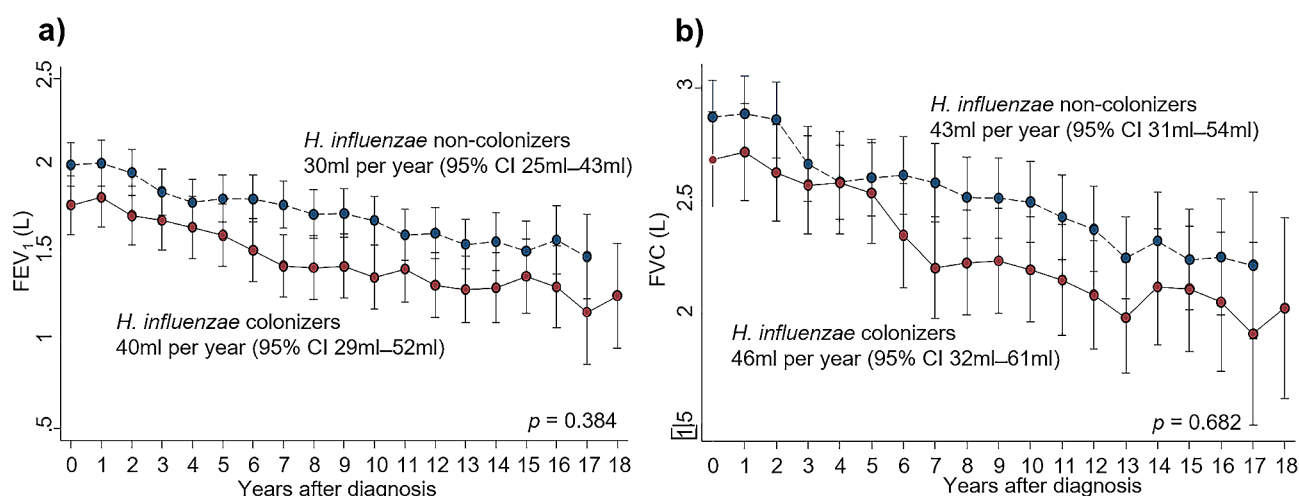 a)
2.5
2
1.5
1
.5
FEV1 (L)
H. influenzae non-colonizers
30ml per year (95% CI 25ml–43ml)
H. influenzae colonizers
40ml per year (95% CI 29ml–52ml)
p = 0.384
0 1 2 3 4 5 6 7 8 9 10 11 12 13 14 15 16 17 18
Years after diagnosis
b)
3
2.5
2
1.5
FVC (L)
H. influenzae non-colonizers
43ml per year (95% CI 31ml–54ml)
H. influenzae colonizers
46ml per year (95% CI 32ml–61ml)
p = 0.682
0 1 2 3 4 5 6 7 8 9 10 11 12 13 14 15 16 17 18
Years after diagnosis